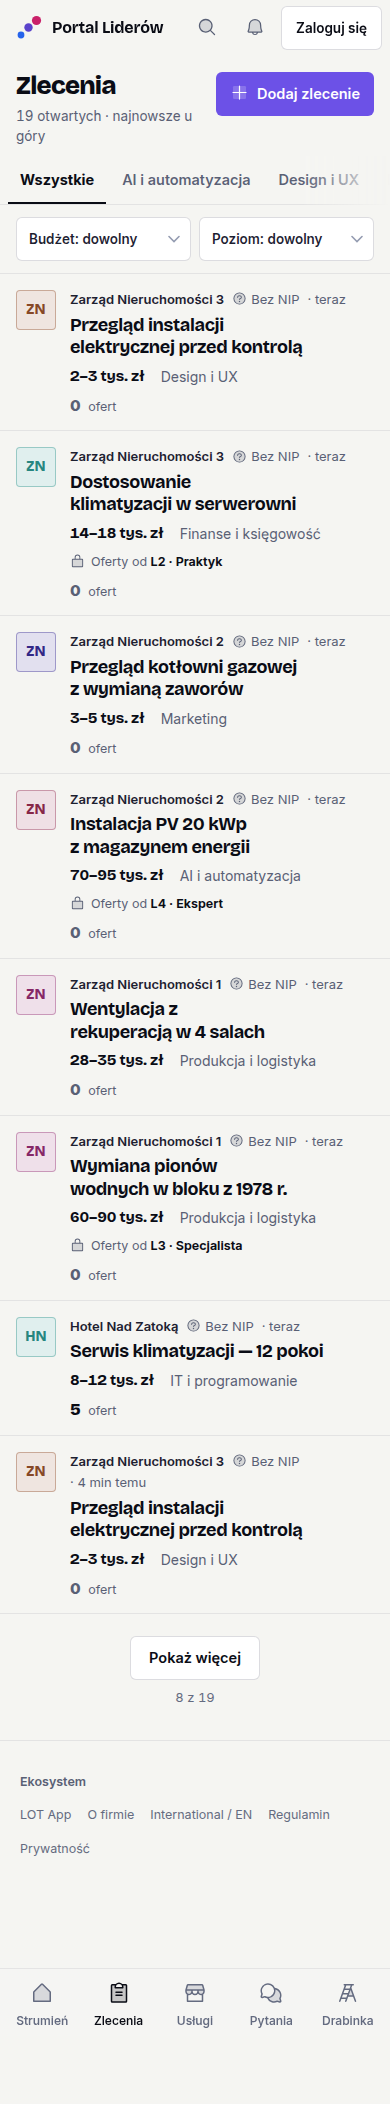 Portal Liderów
Zaloguj się
Zlecenia
19 otwartych · najnowsze u
góry
Dodaj zlecenie
Wszystkie
AI i automatyzacja
Design i UX
Budżet: dowolny
Poziom: dowolny
ZN
Zarząd Nieruchomości 3 Bez NIP · teraz
Przegląd instalacji
elektrycznej przed kontrolą
2–3 tys. zł Design i UX
0 ofert
ZN
Zarząd Nieruchomości 3 Bez NIP · teraz
Dostosowanie
klimatyzacji w serwerowni
14–18 tys. zł Finanse i księgowość
Oferty od L2 · Praktyk
0 ofert
ZN
Zarząd Nieruchomości 2 Bez NIP · teraz
Przegląd kotłowni gazowej
z wymianą zaworów
3–5 tys. zł Marketing
0 ofert
ZN
Zarząd Nieruchomości 2 Bez NIP · teraz
Instalacja PV 20 kWp
z magazynem energii
70–95 tys. zł AI i automatyzacja
Oferty od L4 · Ekspert
0 ofert
ZN
Zarząd Nieruchomości 1 Bez NIP · teraz
Wentylacja z
rekuperacją w 4 salach
28–35 tys. zł Produkcja i logistyka
0 ofert
ZN
Zarząd Nieruchomości 1 Bez NIP · teraz
Wymiana pionów
wodnych w bloku z 1978 r.
60–90 tys. zł Produkcja i logistyka
Oferty od L3 · Specjalista
0 ofert
HN
Hotel Nad Zatoką Bez NIP · teraz
Serwis klimatyzacji — 12 pokoi
8–12 tys. zł IT i programowanie
5 ofert
ZN
Zarząd Nieruchomości 3 Bez NIP
· 4 min temu
Przegląd instalacji
elektrycznej przed kontrolą
2–3 tys. zł Design i UX
0 ofert
Pokaż więcej
8 z 19
Ekosystem
LOT App O firmie International / EN Regulamin
Prywatność
Strumień Zlecenia Usługi Pytania Drabinka